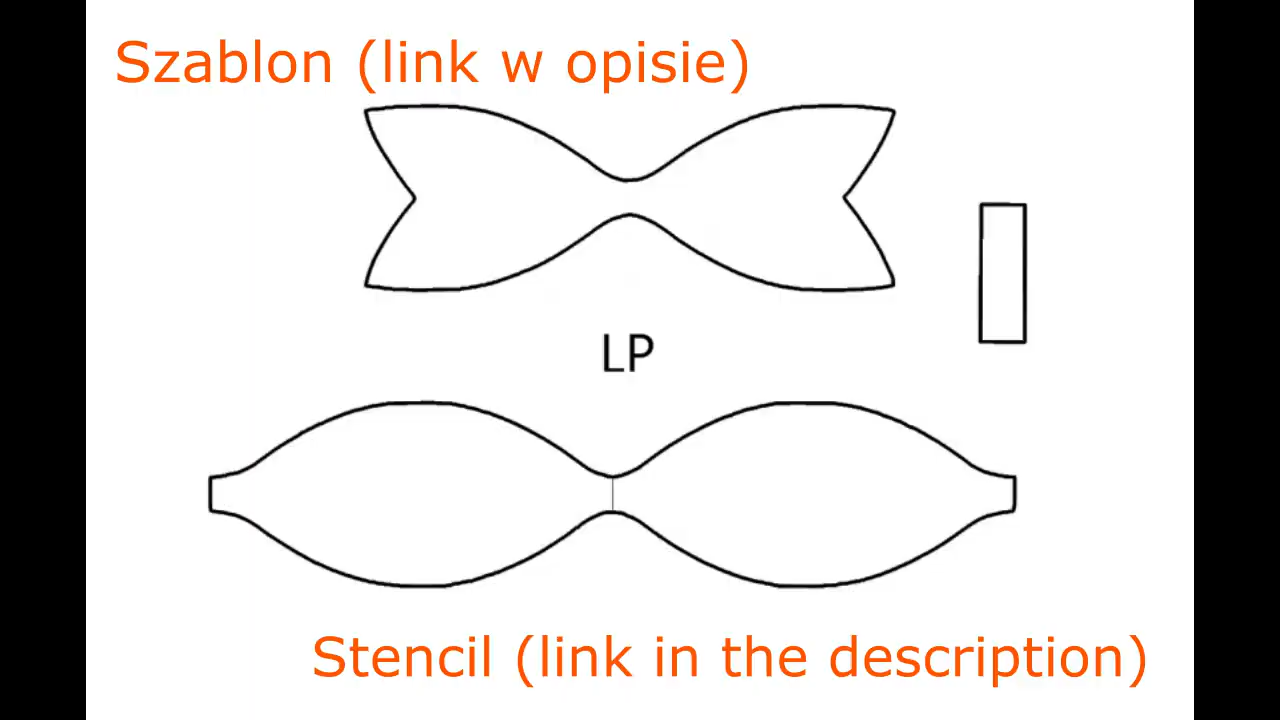 Szablon (link w opisie)
LP
Stencil (link in the description)